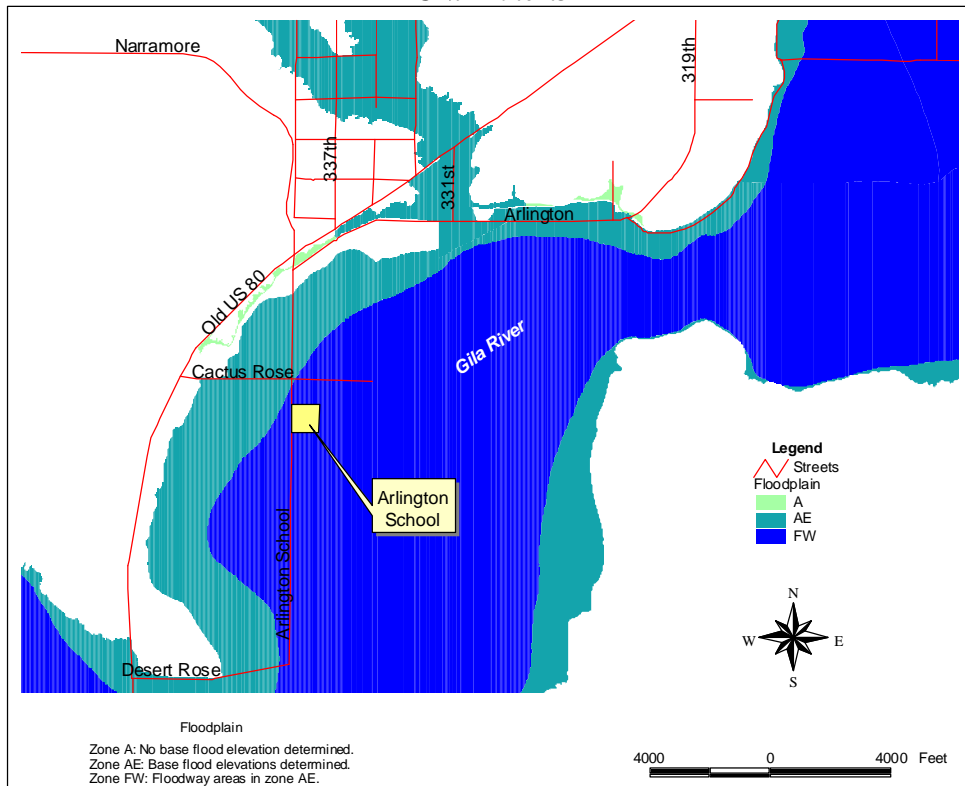 Narramore
337th
331st
319th
Arlington
Old US 80
Gila River
Cactus Rose
Arlington
School
Arlington School
Desert Rose
Legend
Streets
Floodplain
A
AE
FW
N
W
E
S
Floodplain
Zone A: No base flood elevation determined.
Zone AE: Base flood elevations determined.
Zone FW: Floodway areas in zone AE.
4000 0 4000 Feet